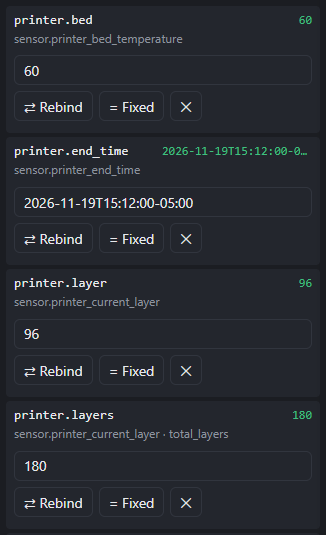 printer.bed 60
sensor.printer_bed_temperature
60
⇄ Rebind = Fixed ✕
printer.end_time 2026-11-19T15:12:00-0…
sensor.printer_end_time
2026-11-19T15:12:00-05:00
⇄ Rebind = Fixed ✕
printer.layer 96
sensor.printer_current_layer
96
⇄ Rebind = Fixed ✕
printer.layers 180
sensor.printer_current_layer · total_layers
180
⇄ Rebind = Fixed ✕